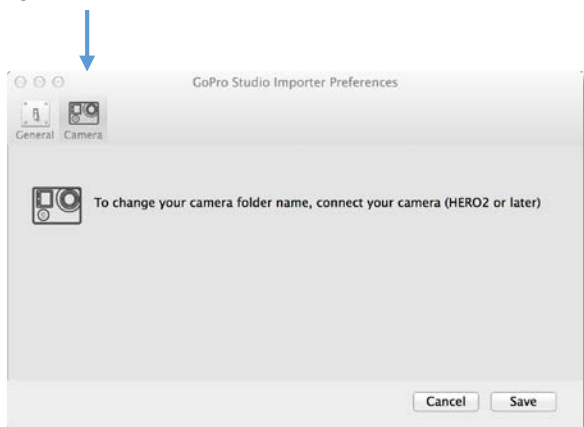 GoPro Studio Importer Preferences
General Camera
To change your camera folder name, connect your camera (HERO2 or later)
Cancel Save